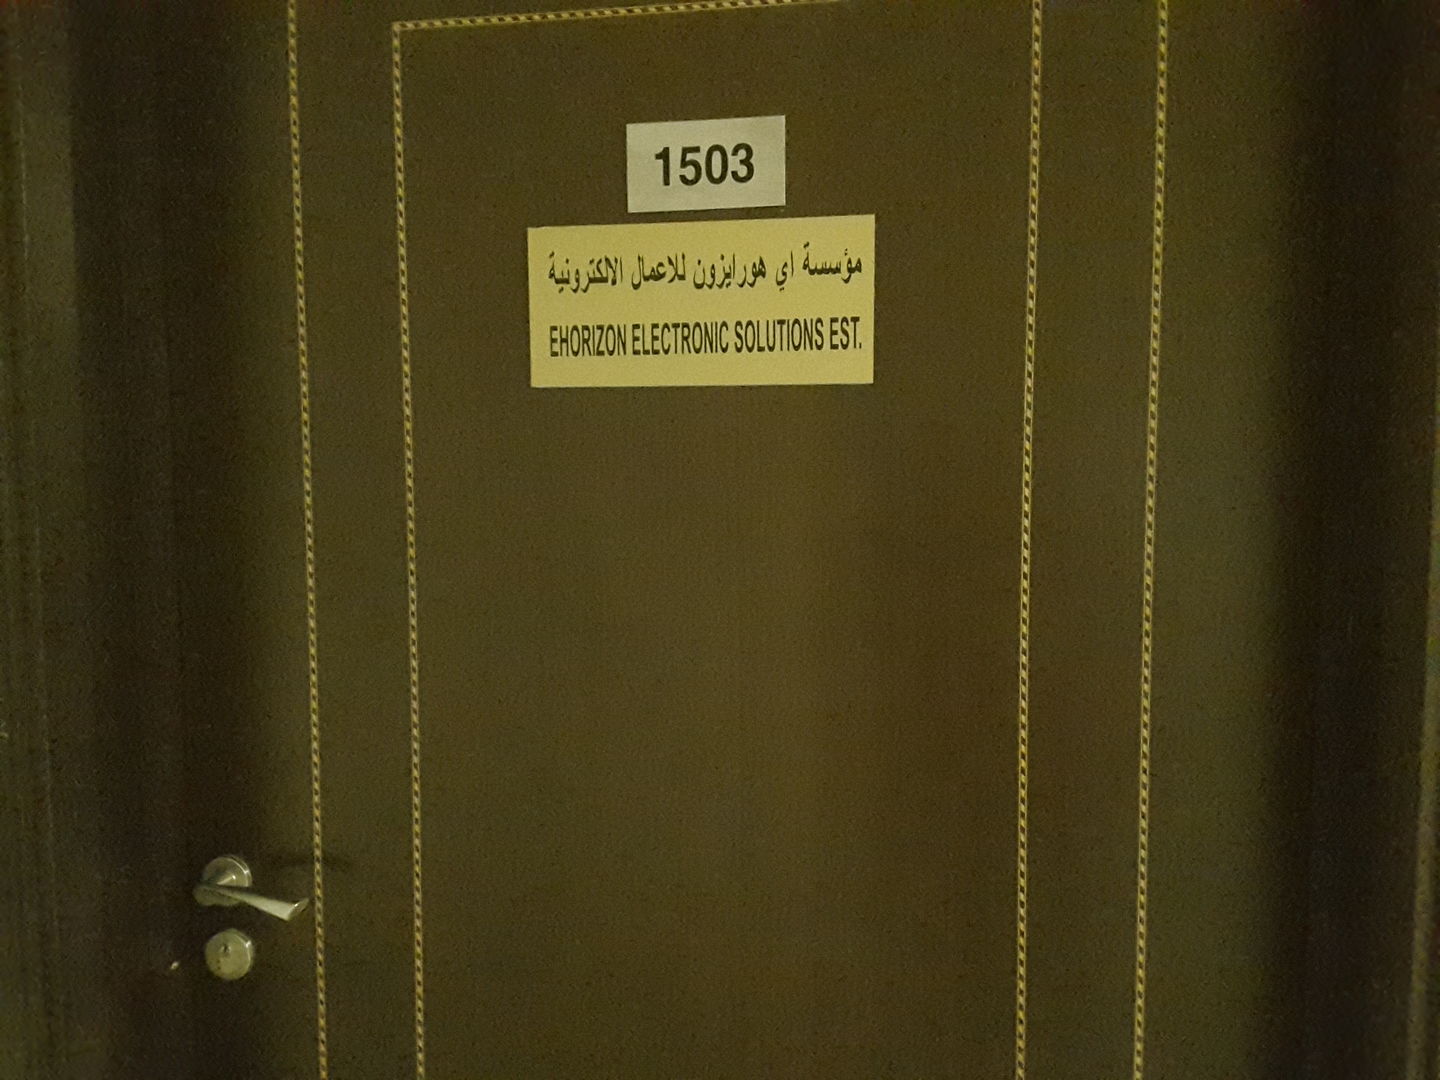 1503
مؤسسة اي هورايزون للاعمال الالكترونية
EHORIZON ELECTRONIC SOLUTIONS EST.